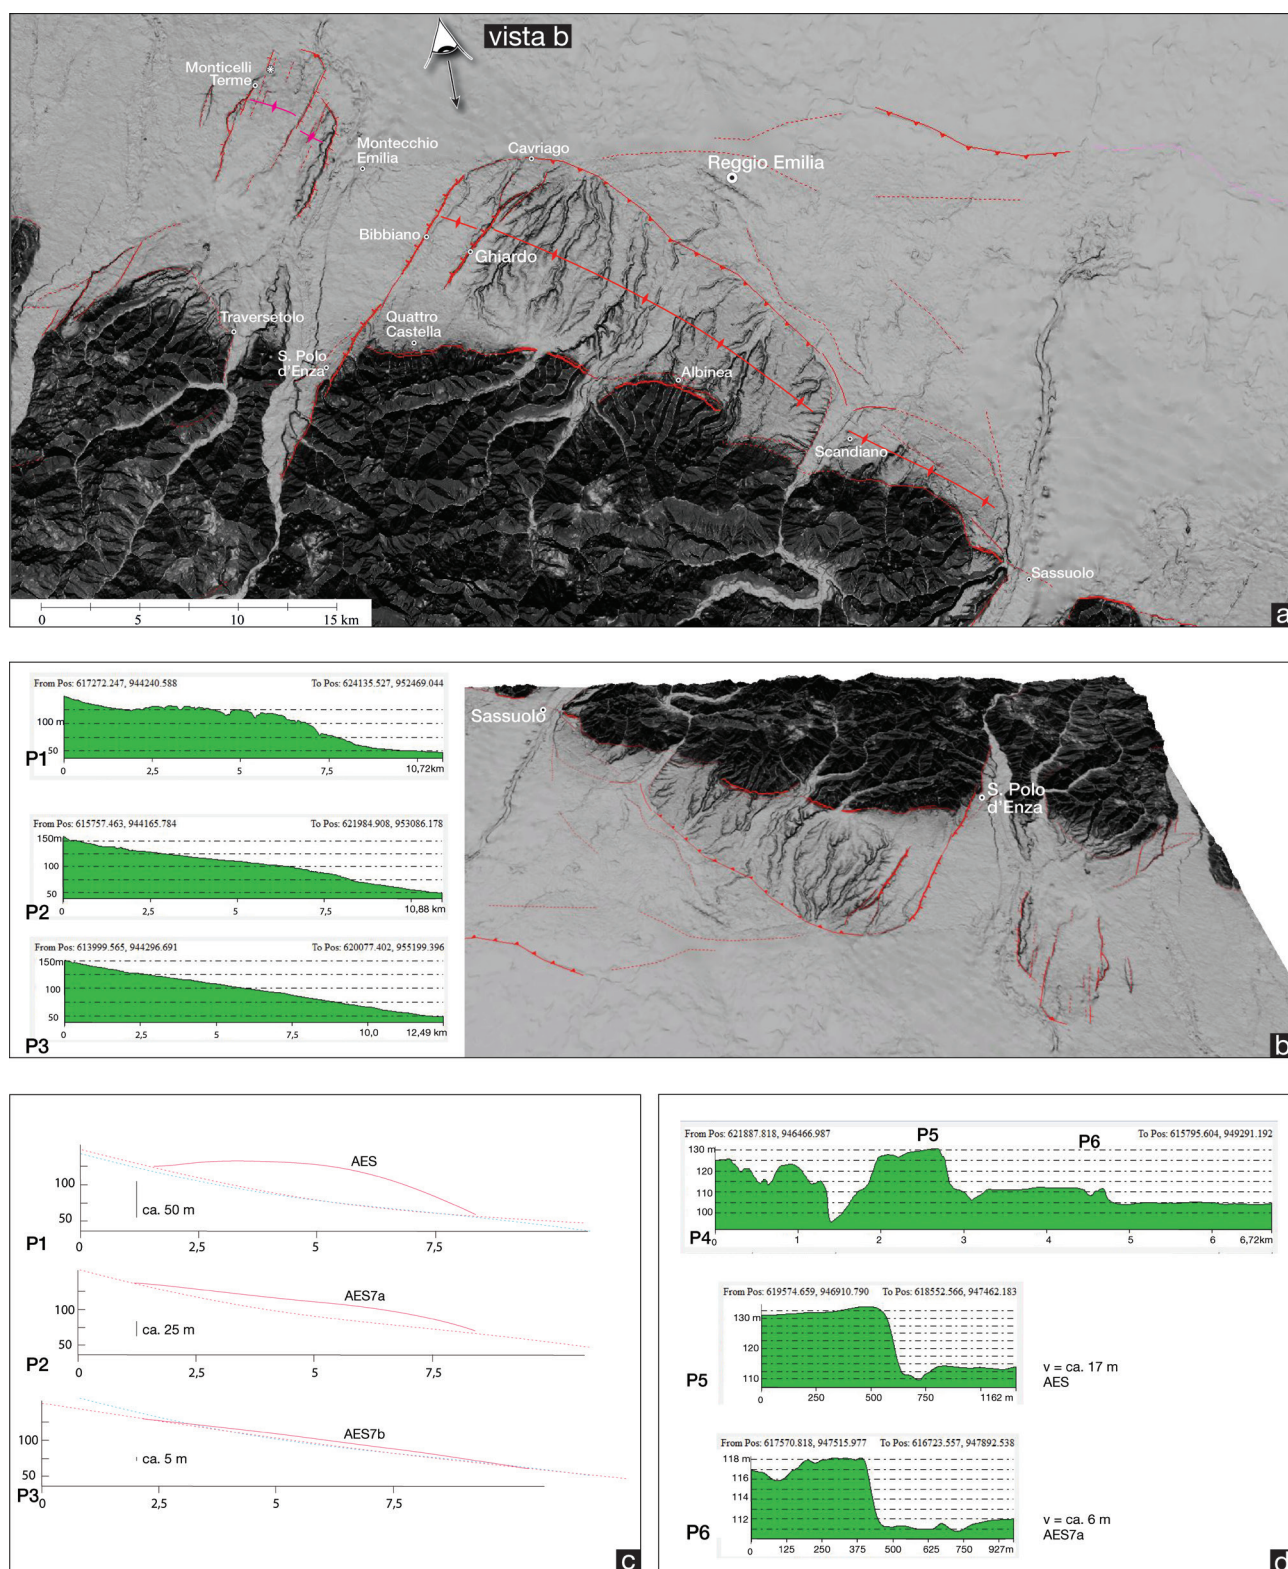 vista b
Monticelli
Terme
Montecchio
Emilia
Cavriago
Reggio Emilia
Bibbiano
Ghiardo
Traversetolo
Quattro
Castella
S. Polo
d'Enza
Albinea
Scandiano
Sassuolo
0 5 10 15 km
a
From Pos: 617272.247, 944240.588 To Pos: 624135.527, 952469.044
100 m
50
P1
0 2,5 5 7,5 10,72km
From Pos: 615757.463, 944165.784 To Pos: 621984.908, 953086.178
150m
100
50
P2
0 2,5 5 7,5 10,88 km
From Pos: 613999.565, 944296.691 To Pos: 620077.402, 955199.396
150m
100
50
P3
0 2,5 5 7,5 10,0 12,49 km
Sassuolo
S. Polo
d'Enza
b
AES
100
ca. 50 m
50
P1
0 2,5 5 7,5
AES7a
100
ca. 25 m
50
P2
0 2,5 5 7,5
AES7b
100
ca. 5 m
50
P3
0 2,5 5 7,5
c
From Pos: 621887.818, 946466.987 P5 P6 To Pos: 615795.604, 949291.192
130 m
120
110
100
P4
0 1 2 3 4 5 6 6,72km
From Pos: 619574.659, 946910.790 To Pos: 618552.566, 947462.183
130 m
120
110
P5
0 250 500 750 1162 m
v = ca. 17 m
AES
From Pos: 617570.818, 947515.977 To Pos: 616723.557, 947892.538
118 m
116
114
112
P6
0 125 250 375 500 625 750 927m
v = ca. 6 m
AES7a
d